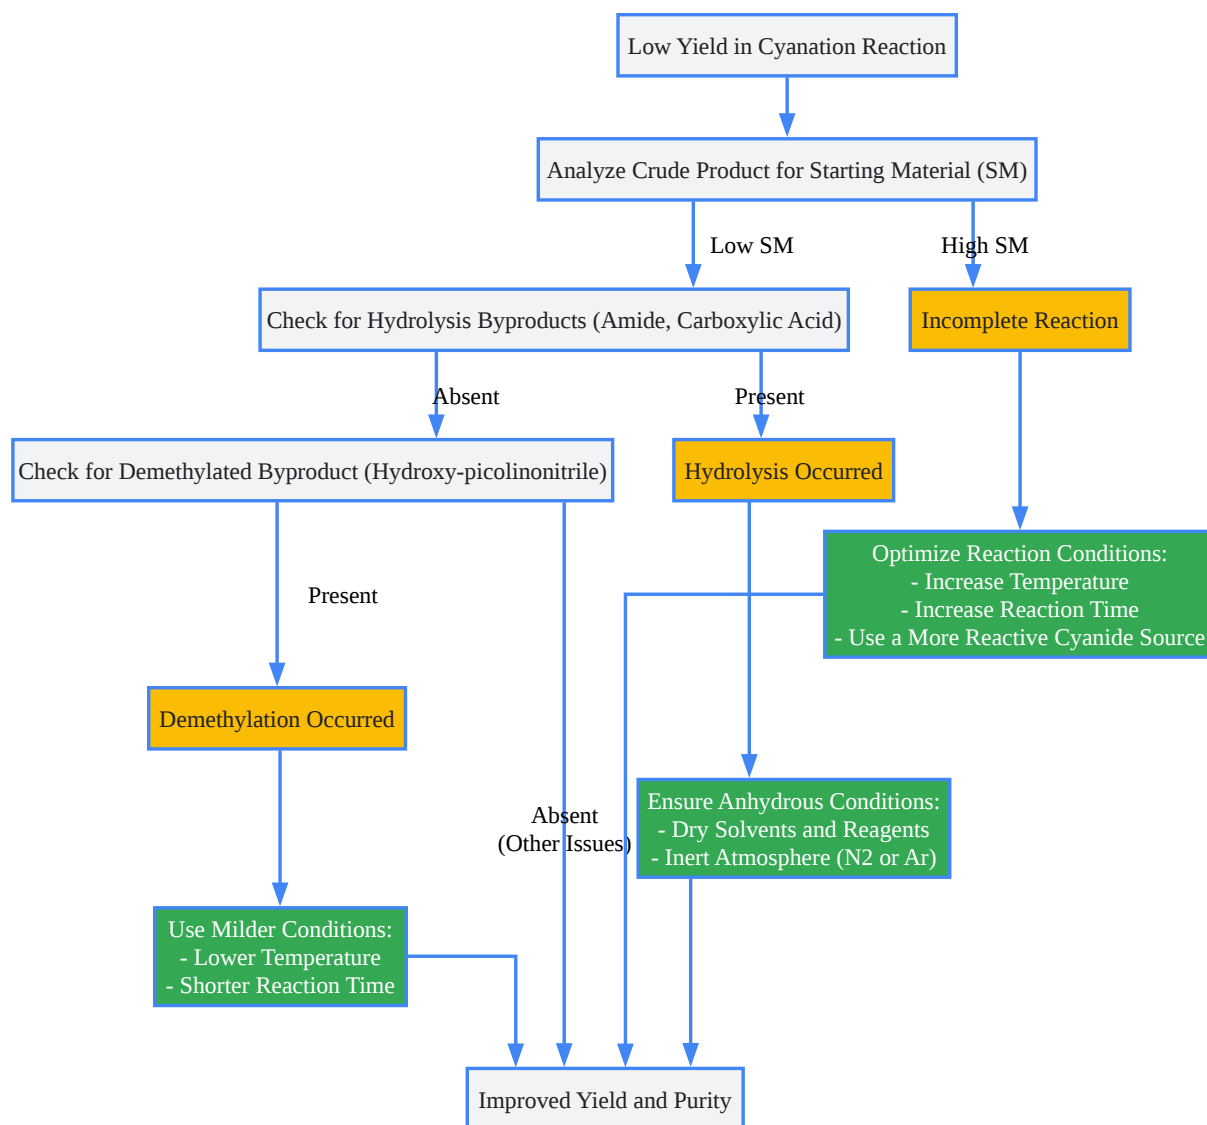 Low Yield in Cyanation Reaction
Analyze Crude Product for Starting Material (SM)
Low SM
High SM
Check for Hydrolysis Byproducts (Amide, Carboxylic Acid)
Incomplete Reaction
Absent
Present
Check for Demethylated Byproduct (Hydroxy-picolinonitrile)
Hydrolysis Occurred
Optimize Reaction Conditions:
- Increase Temperature
- Increase Reaction Time
- Use a More Reactive Cyanide Source
Present
Demethylation Occurred
Absent
(Other Issues)
Ensure Anhydrous Conditions:
- Dry Solvents and Reagents
- Inert Atmosphere (N2 or Ar)
Use Milder Conditions:
- Lower Temperature
- Shorter Reaction Time
Improved Yield and Purity